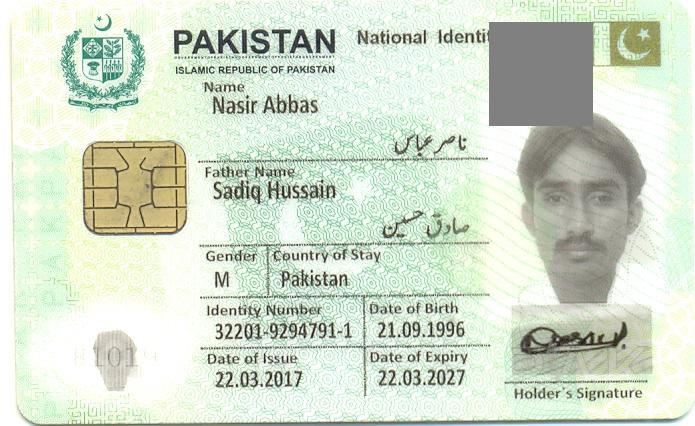 PAKISTAN National Identi
ISLAMIC REPUBLIC OF PAKISTAN
Name
Nasir Abbas
ناصر عباس
Father Name
Sadiq Hussain
صادق حسین
Gender Country of Stay
M Pakistan
Identity Number Date of Birth
32201-9294791-1 21.09.1996
Date of Issue Date of Expiry
22.03.2017 22.03.2027
Holder's Signature